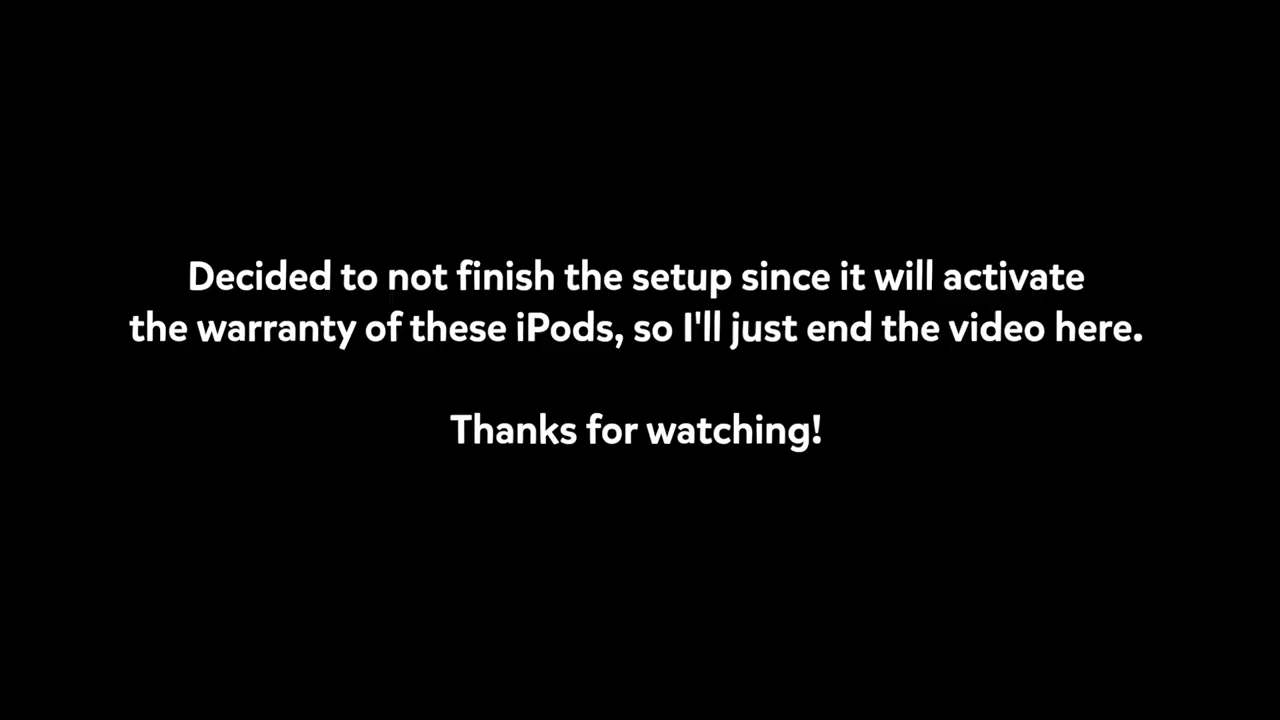 Decided to not finish the setup since it will activate
the warranty of these iPods, so I'll just end the video here.
Thanks for watching!